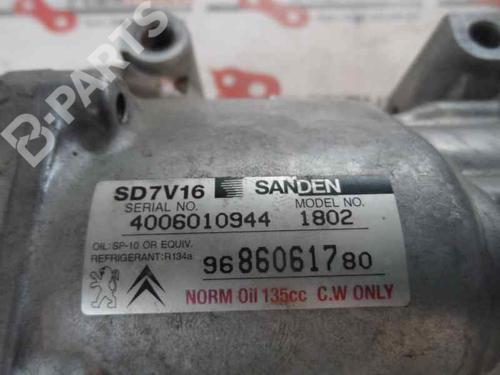 B-PARTS
SD7V16 SANDEN
SERIAL NO. MODEL NO.
4006010944 1802
OIL: SP-10 OR EQUIV.
REFRIGERANT: R134a
9686061780
NORM Oil 135cc C.W ONLY